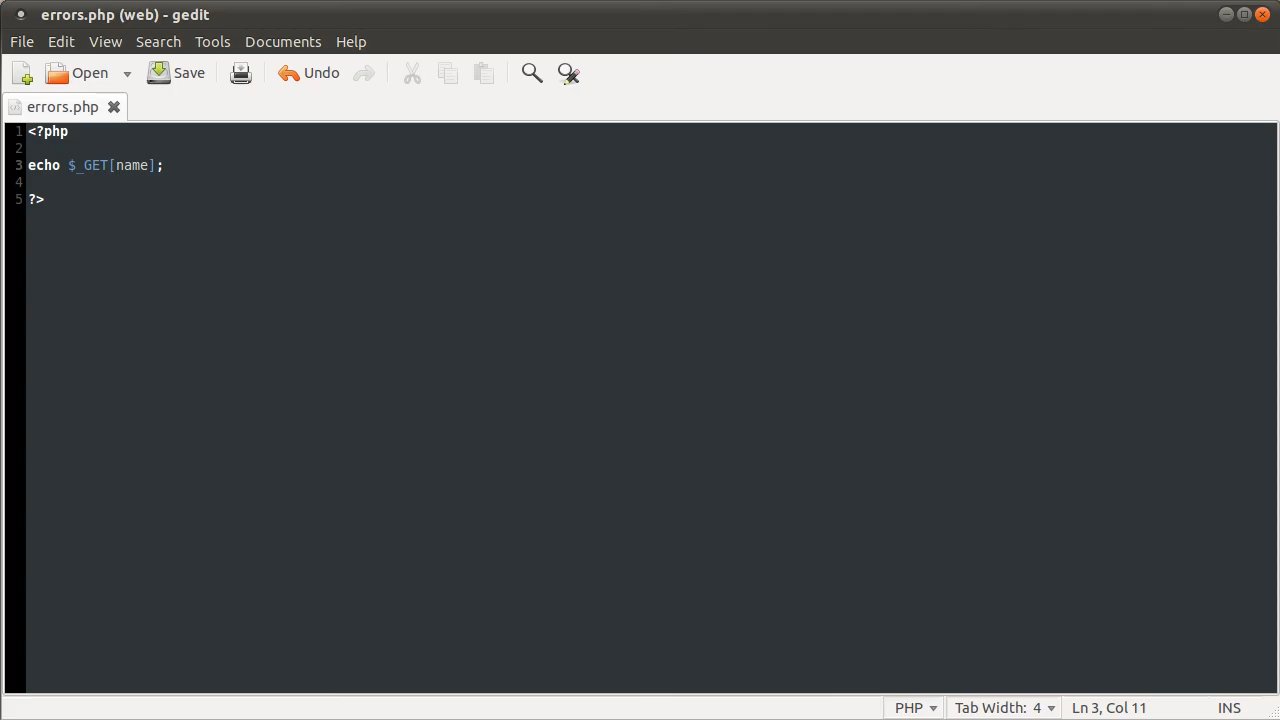 errors.php (web) - gedit
File Edit View Search Tools Documents Help
Open Save Undo
errors.php
1 <?php
2
3 echo $_GET[name];
4
5 ?>
PHP Tab Width: 4 Ln 3, Col 11 INS